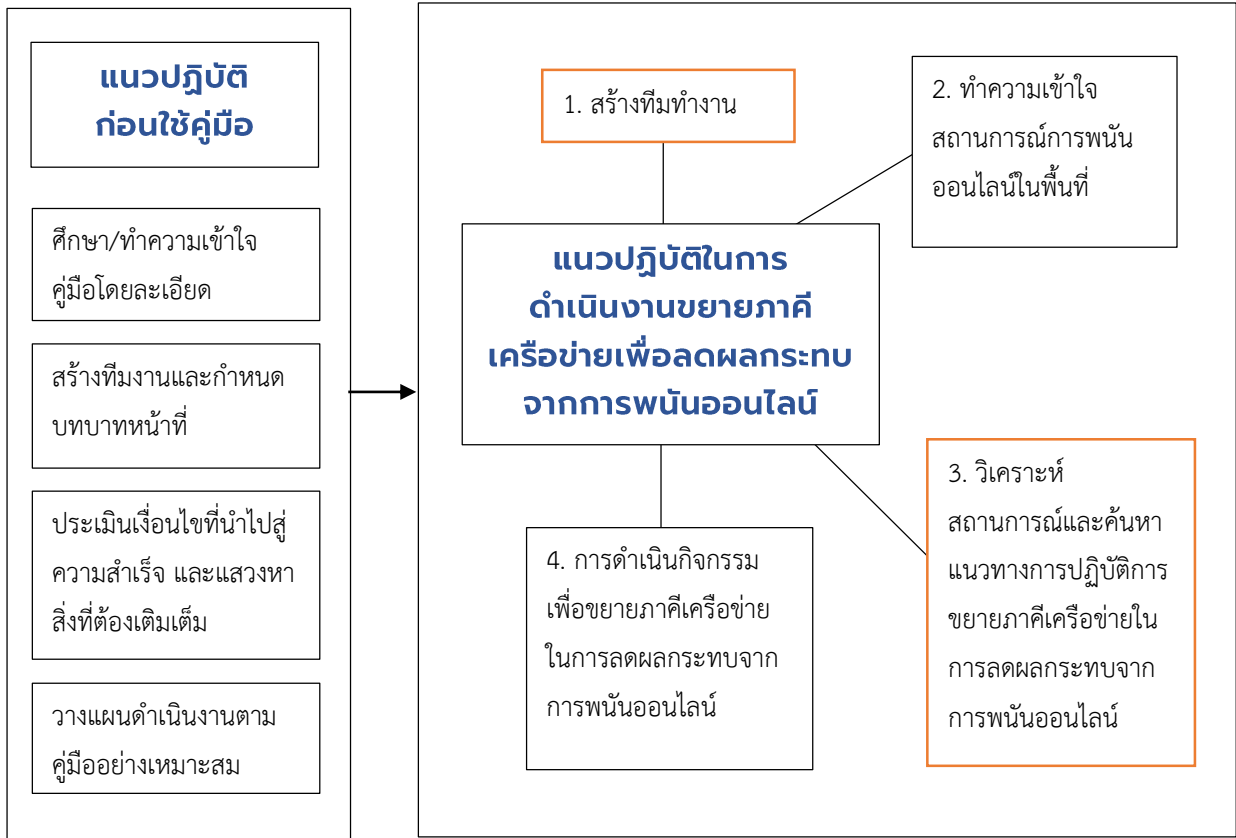 แนวปฏิบัติ
ก่อนใช้คู่มือ
ศึกษา/ทำความเข้าใจ
คู่มือโดยละเอียด
สร้างทีมงานและกำหนด
บทบาทหน้าที่
ประเมินเงื่อนไขที่นำไปสู่
ความสำเร็จ และแสวงหา
สิ่งที่ต้องเติมเต็ม
วางแผนดำเนินงานตาม
คู่มืออย่างเหมาะสม
1. สร้างทีมทำงาน
2. ทำความเข้าใจ
สถานการณ์การพนัน
ออนไลน์ในพื้นที่
แนวปฏิบัติในการ
ดำเนินงานขยายภาคี
เครือข่ายเพื่อลดผลกระทบ
จากการพนันออนไลน์
3. วิเคราะห์
สถานการณ์และค้นหา
แนวทางการปฏิบัติการ
ขยายภาคีเครือข่ายใน
การลดผลกระทบจาก
การพนันออนไลน์
4. การดำเนินกิจกรรม
เพื่อขยายภาคีเครือข่าย
ในการลดผลกระทบจาก
การพนันออนไลน์